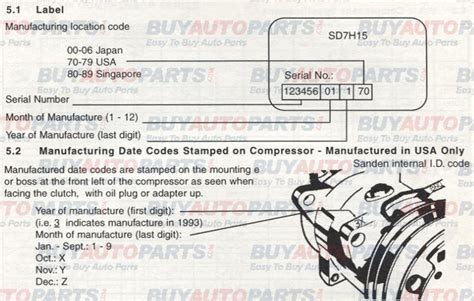 5.1 Label
Manufacturing location code
00-06 Japan
70-79 USA
80-89 Singapore
SD7H15
Serial No.:
123456 01 1 70
Serial Number
Month of Manufacture (1 - 12)
Year of Manufacture (last digit)
5.2 Manufacturing Date Codes Stamped on Compressor - Manufactured in USA Only
Sanden internal I.D. code
Manufactured date codes are stamped on the mounting e
or boss at the front left of the compressor as seen when
facing the clutch, with oil plug or adapter up.
Year of manufacture (first digit):
(i.e. 3 indicates manufacture in 1993)
Month of manufacture (last digit):
Jan. - Sept.: 1 - 9
Oct.: X
Nov.: Y
Dec.: Z
BUYAUTOPARTS!
Easy To Buy Auto Parts